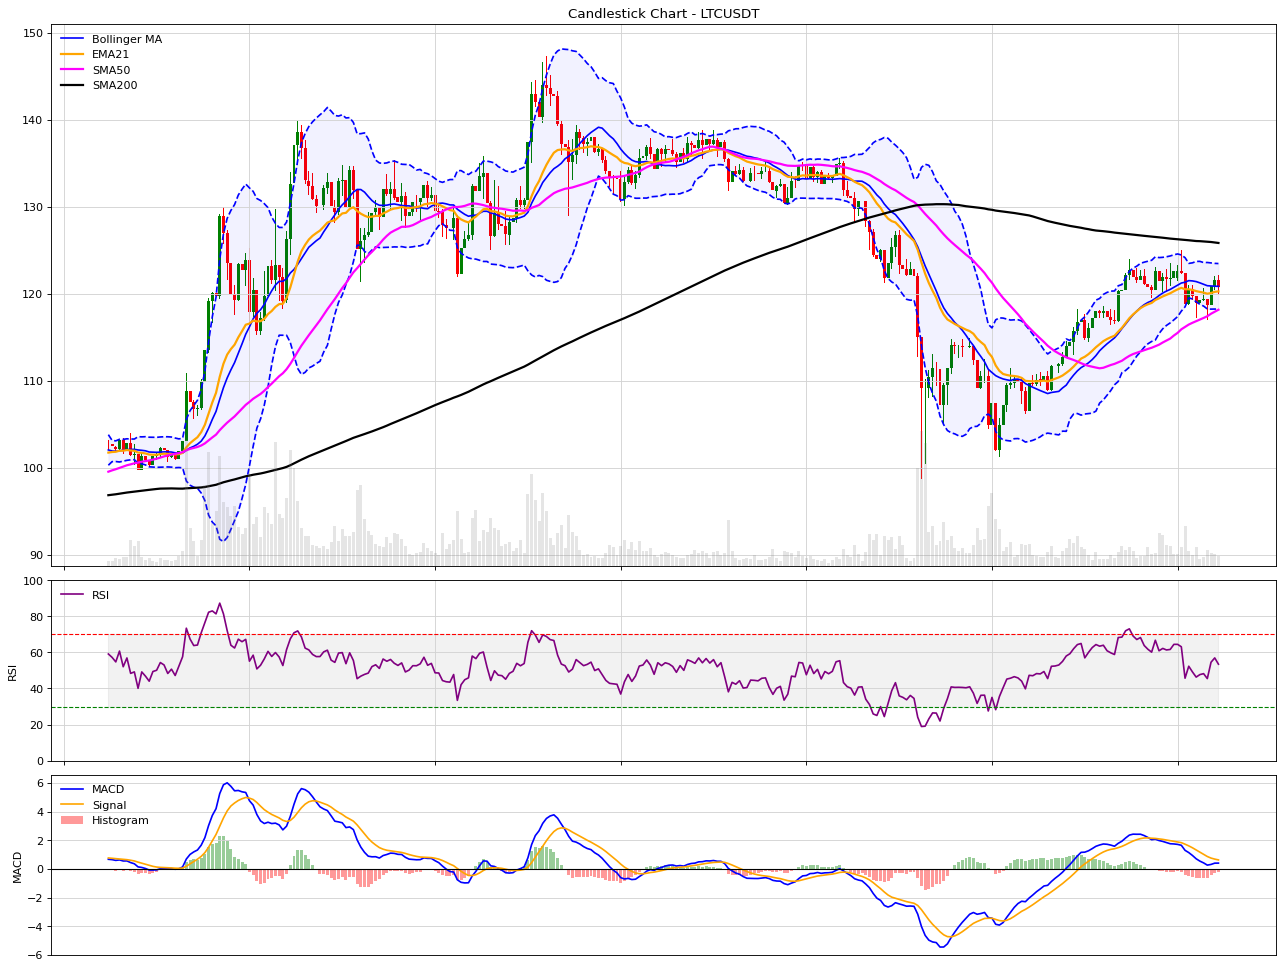 Candlestick Chart - LTCUSDT
150
140
130
120
110
100
90
Bollinger MA
EMA21
SMA50
SMA200
100
80
60
40
20
0
RSI
RSI
6
4
2
0
−2
−4
−6
MACD
MACD
Signal
Histogram